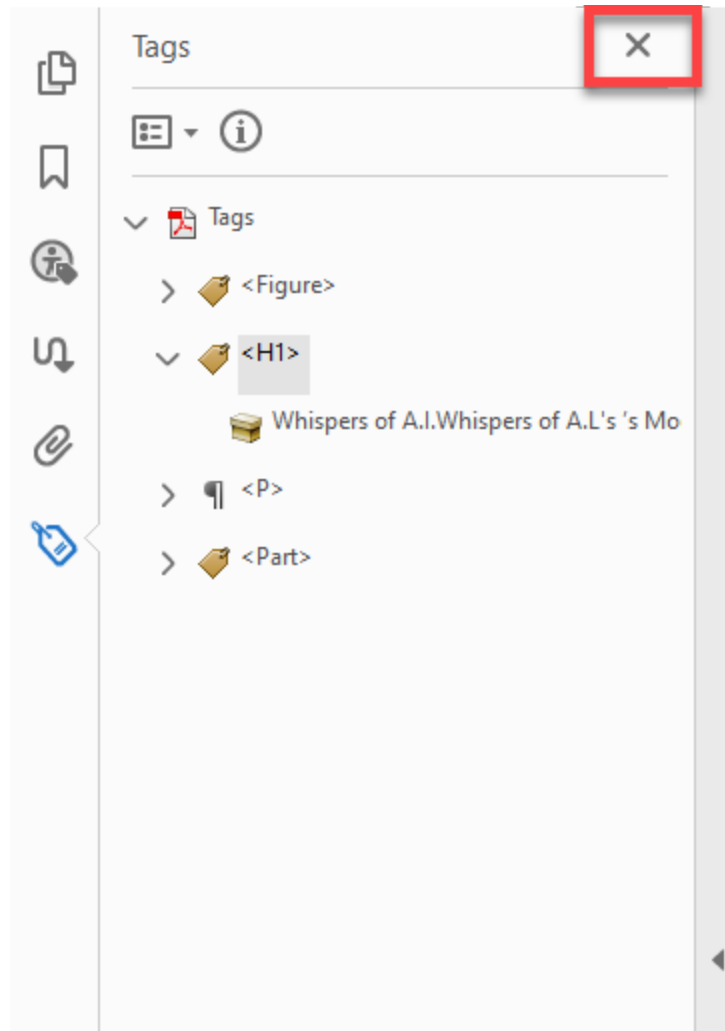 Tags
Tags
<Figure>
<H1>
Whispers of A.I.Whispers of A.L's 's Mo
<P>
<Part>